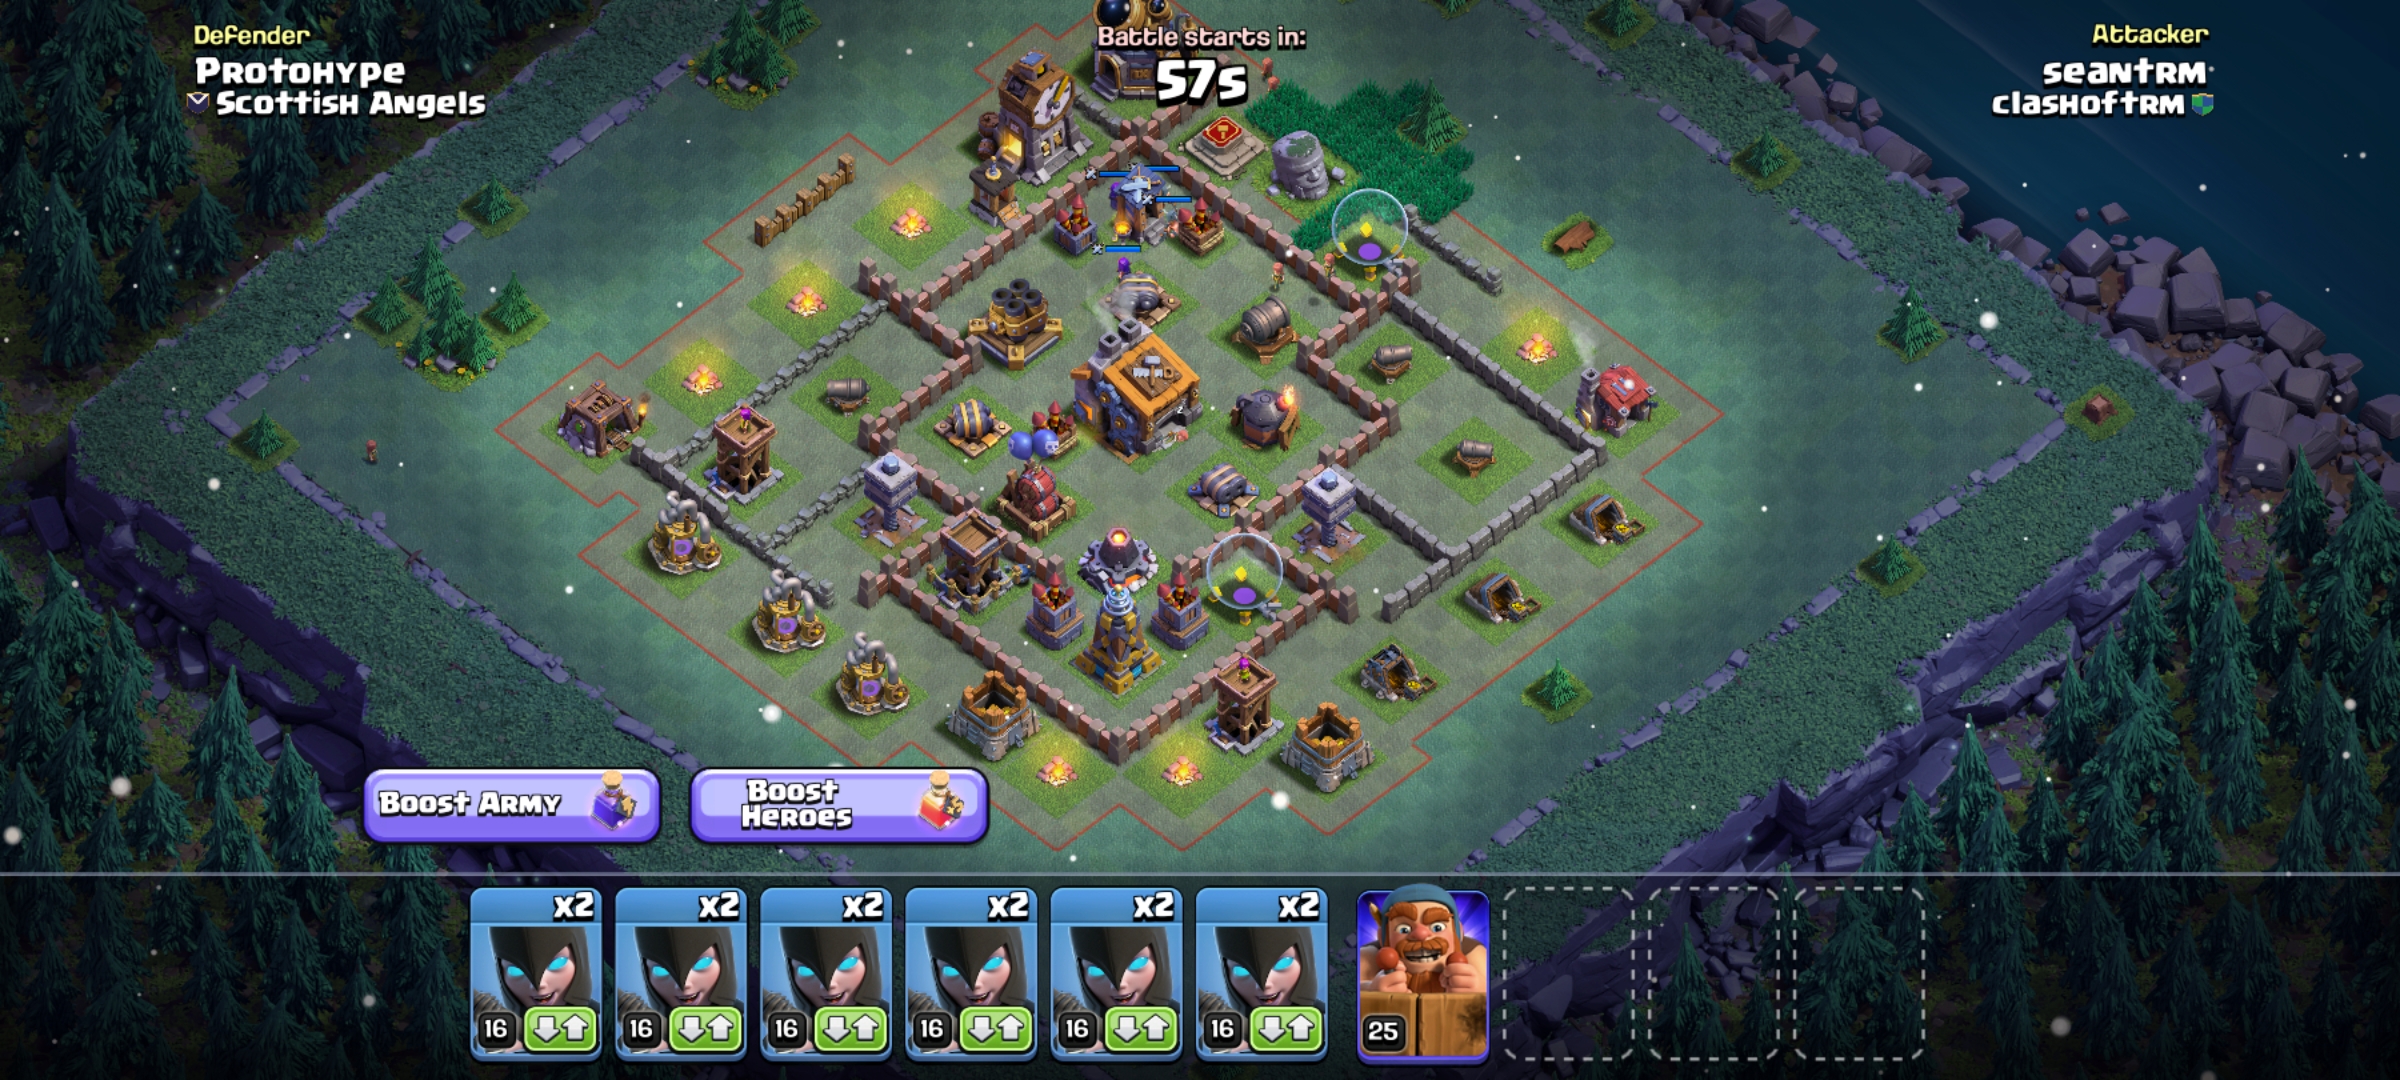 Defender
Protohype
Scottish Angels
Battle starts in:
57s
Attacker
seantrm
clashoftrm
Boost Army
Boost
Heroes
x2
x2
x2
x2
x2
x2
16
16
16
16
16
16
25